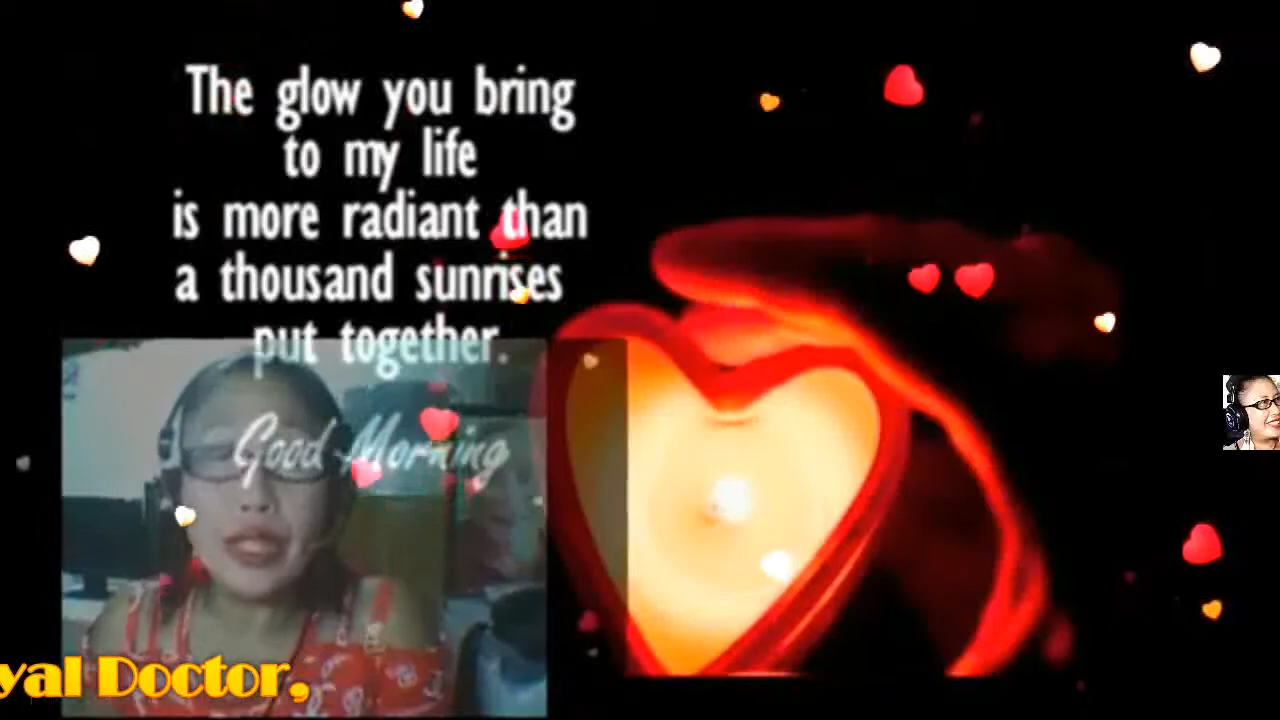 The glow you bring
to my life
is more radiant than
a thousand sunrises
put together.
Good Morning
yal Doctor,